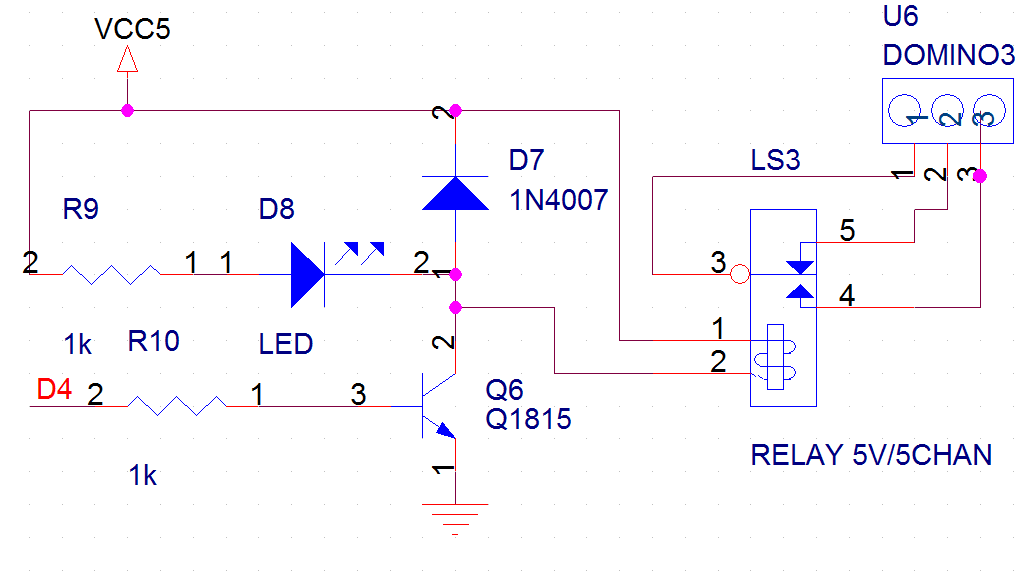 U6
VCC5
DOMINO3
1 2 3
2
D7
LS3
1 2 3
1N4007
R9
D8
5
2 1 1 2 1
3
4
1k
R10
LED
2
1
2
D4
2 1 3
Q6
Q1815
1k
1
RELAY 5V/5CHAN